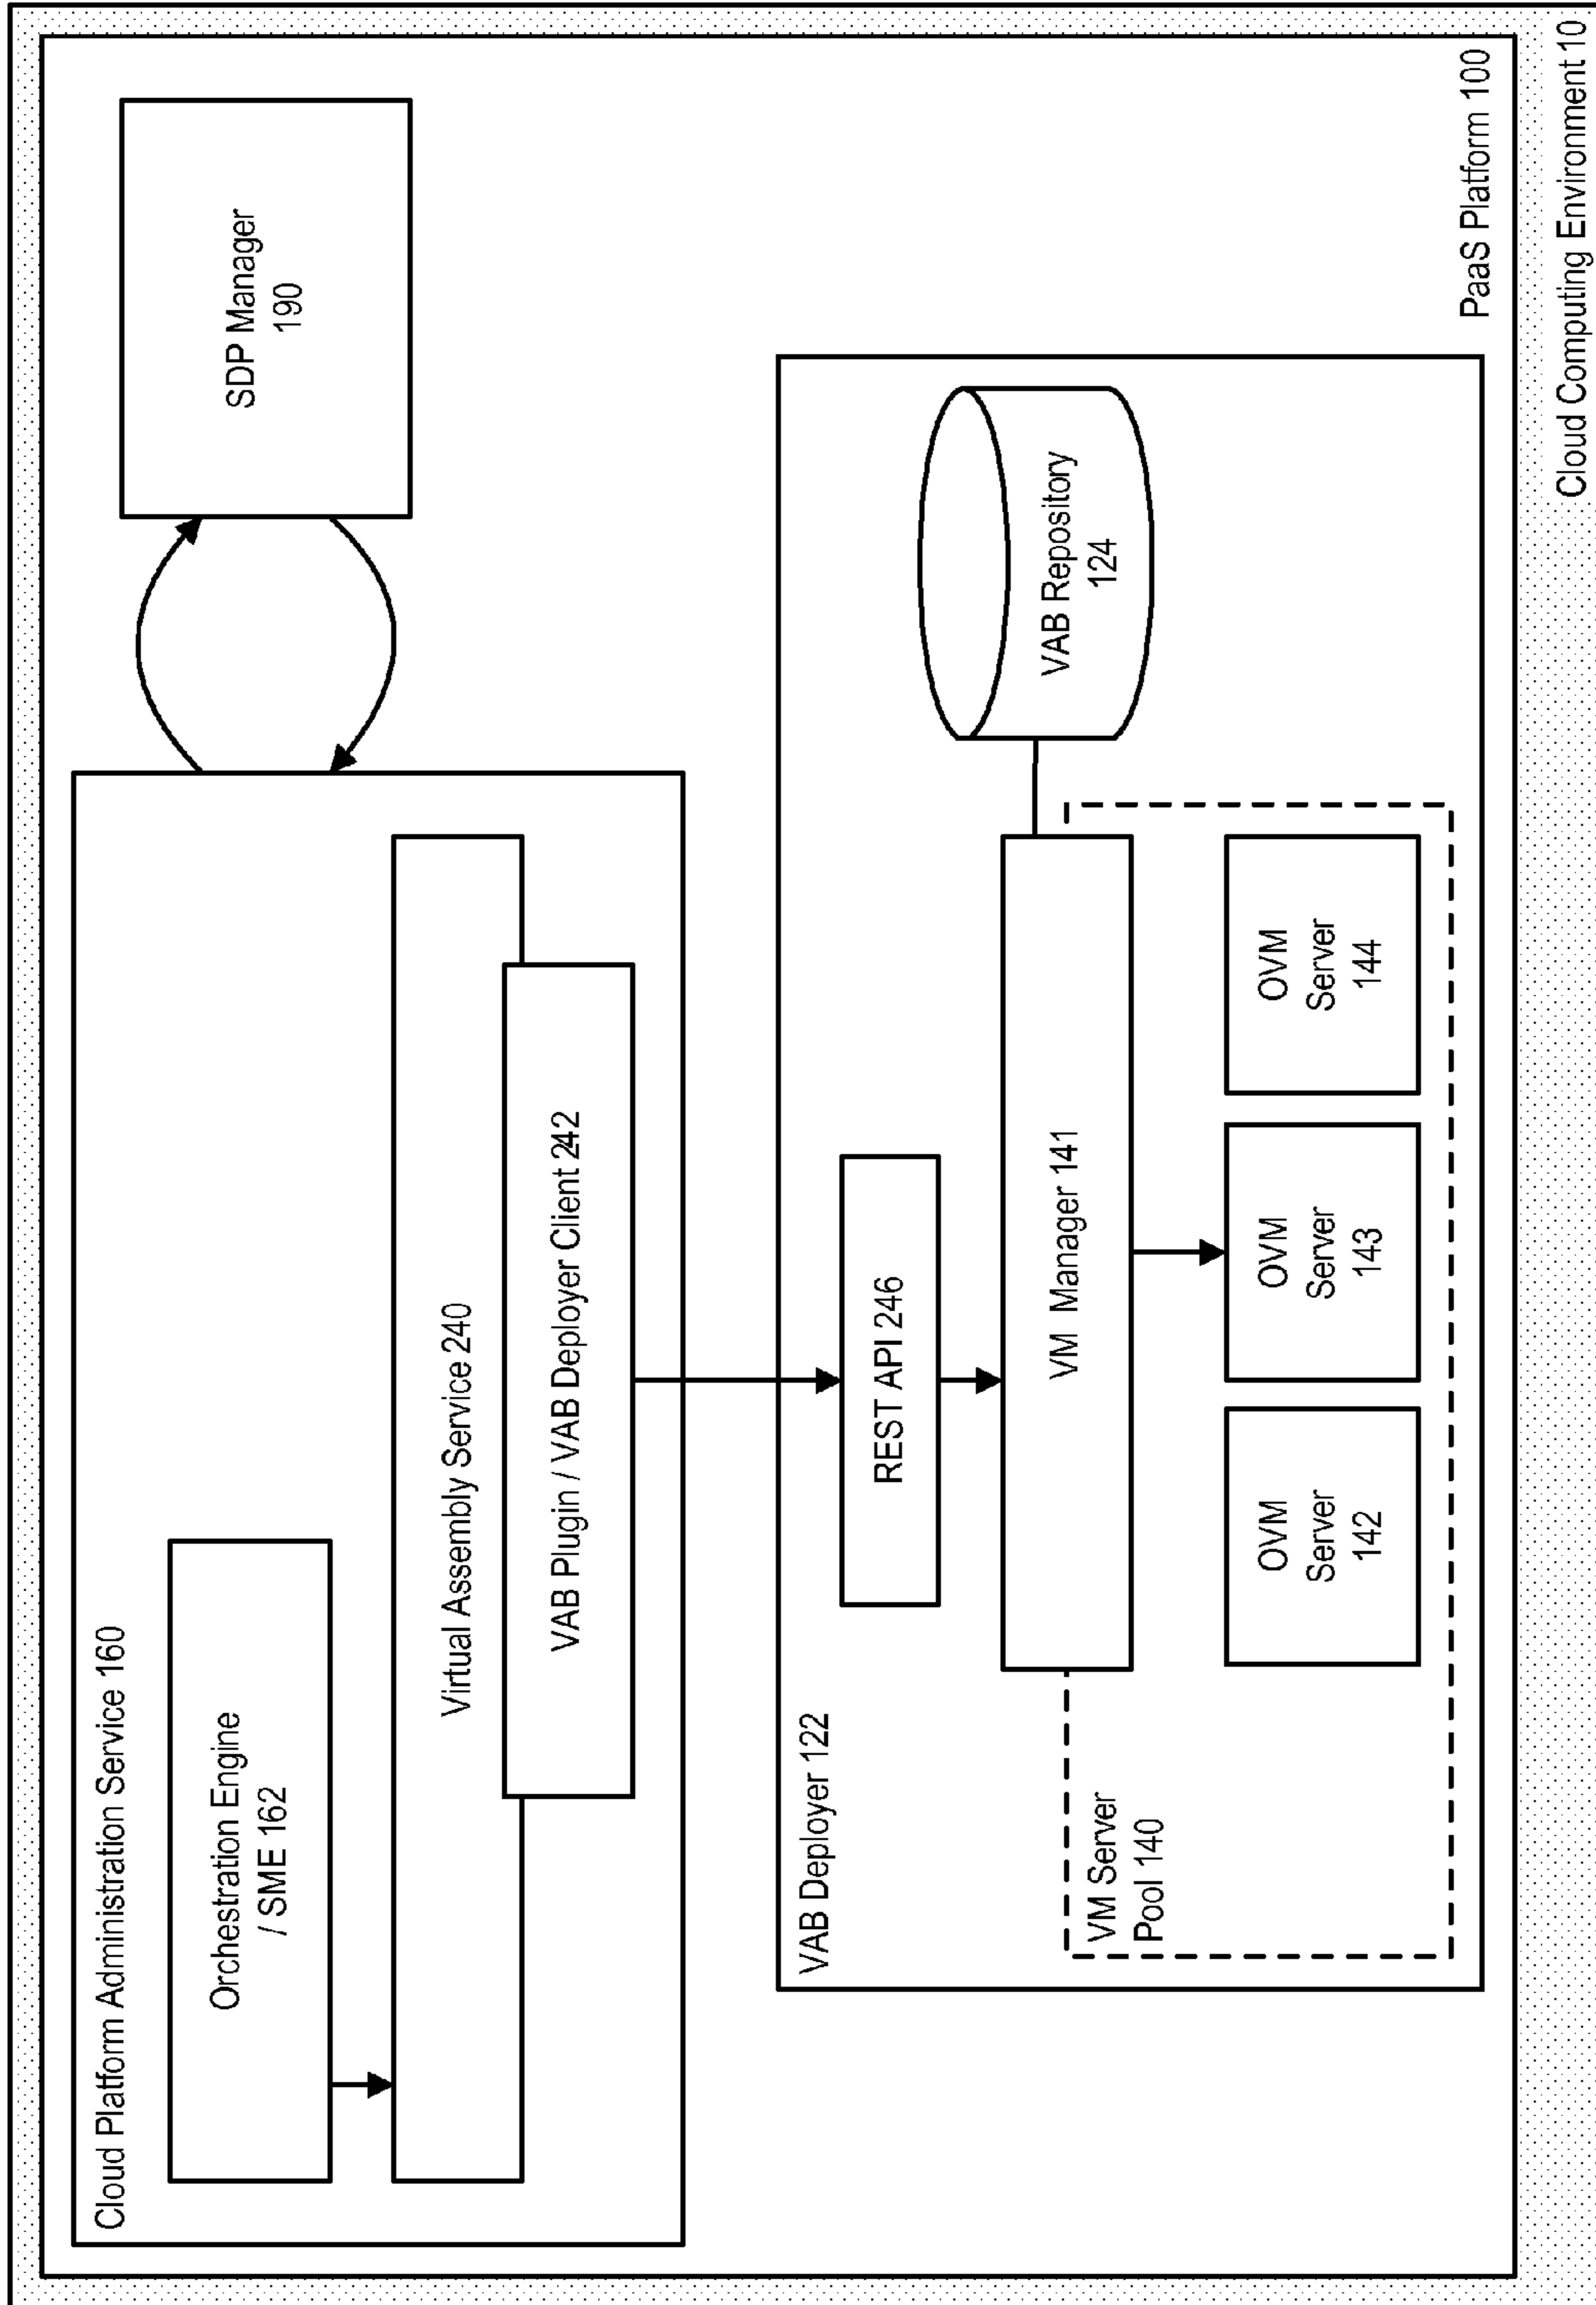 Cloud Platform Administration Service 160
Orchestration Engine
/ SME 162
Virtual Assembly Service 240
VAB Plugin / VAB Deployer Client 242
SDP Manager
190
VAB Deployer 122
REST API 246
VM Server
Pool 140
VM Manager 141
VAB Repository
124
OVM
Server
142
OVM
Server
143
OVM
Server
144
PaaS Platform 100
Cloud Computing Environment 10